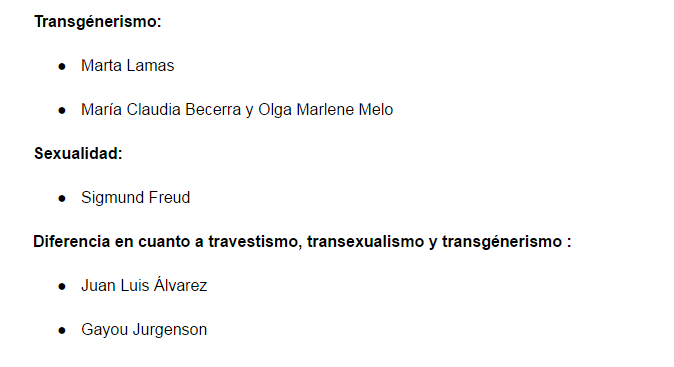 Transgénerismo:
● Marta Lamas
● María Claudia Becerra y Olga Marlene Melo
Sexualidad:
● Sigmund Freud
Diferencia en cuanto a travestismo, transexualismo y transgénerismo :
● Juan Luis Álvarez
● Gayou Jurgenson